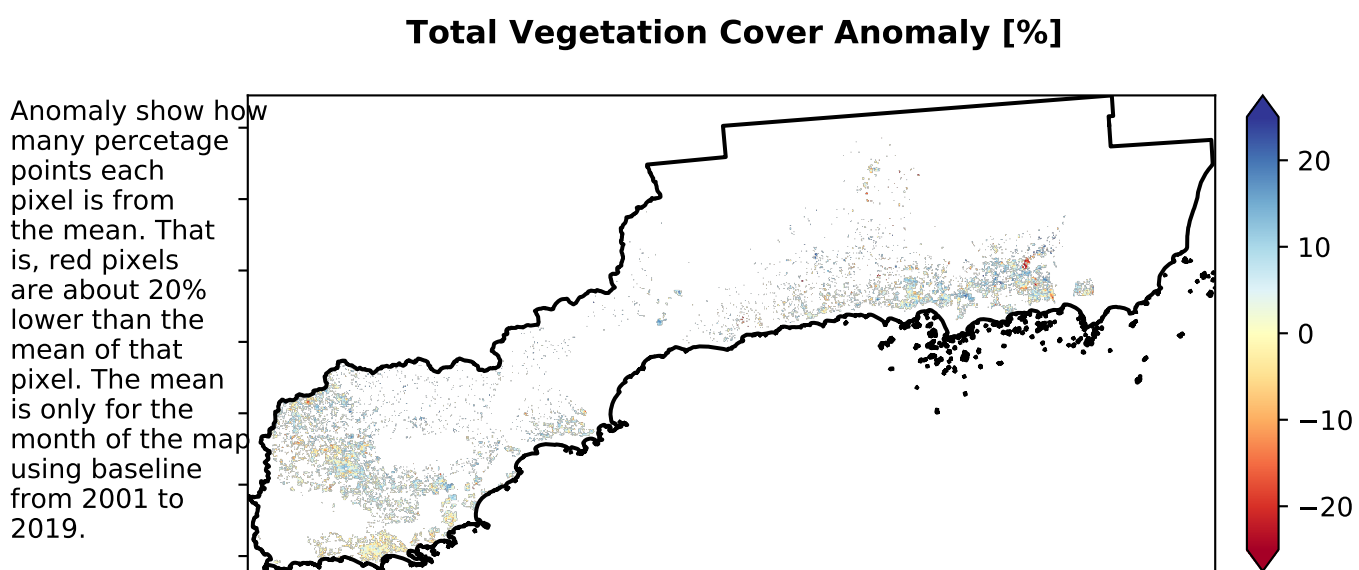 Total Vegetation Cover Anomaly [%]
Anomaly show how
many percetage
points each
pixel is from
the mean. That
is, red pixels
are about 20%
lower than the
mean of that
pixel. The mean
is only for the
month of the map
using baseline
from 2001 to
2019.
20
10
0
−10
−20